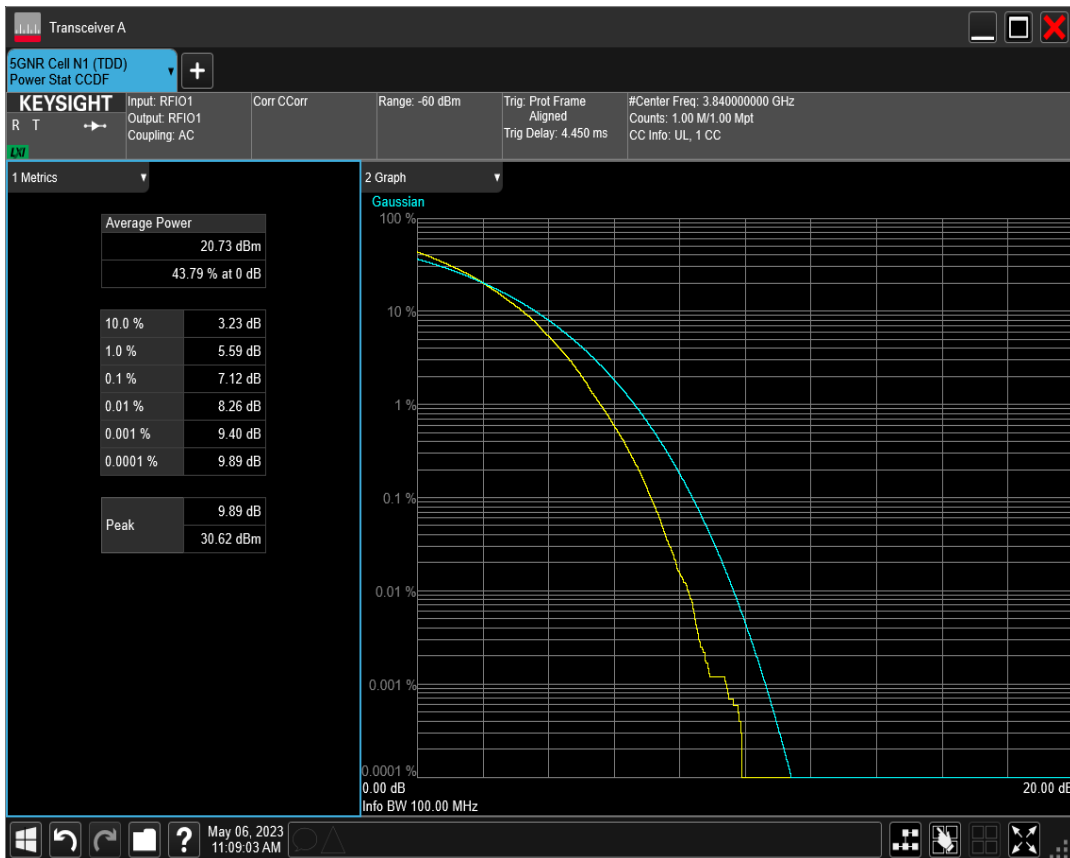 Transceiver A
5GNR Cell N1 (TDD)
Power Stat CCDF
KEYSIGHT
R T
LXI
Input: RFIO1
Output: RFIO1
Coupling: AC
Corr CCorr
Range: -60 dBm
Trig: Prot Frame
Aligned
Trig Delay: 4.450 ms
#Center Freq: 3.840000000 GHz
Counts: 1.00 M/1.00 Mpt
CC Info: UL, 1 CC
1 Metrics
Average Power
20.73 dBm
43.79 % at 0 dB
10.0 % 3.23 dB
1.0 % 5.59 dB
0.1 % 7.12 dB
0.01 % 8.26 dB
0.001 % 9.40 dB
0.0001 % 9.89 dB
Peak
9.89 dB
30.62 dBm
2 Graph
Gaussian
100 %
10 %
1 %
0.1 %
0.01 %
0.001 %
0.0001 %
0.00 dB 20.00 dB
Info BW 100.00 MHz
?
May 06, 2023
11:09:03 AM